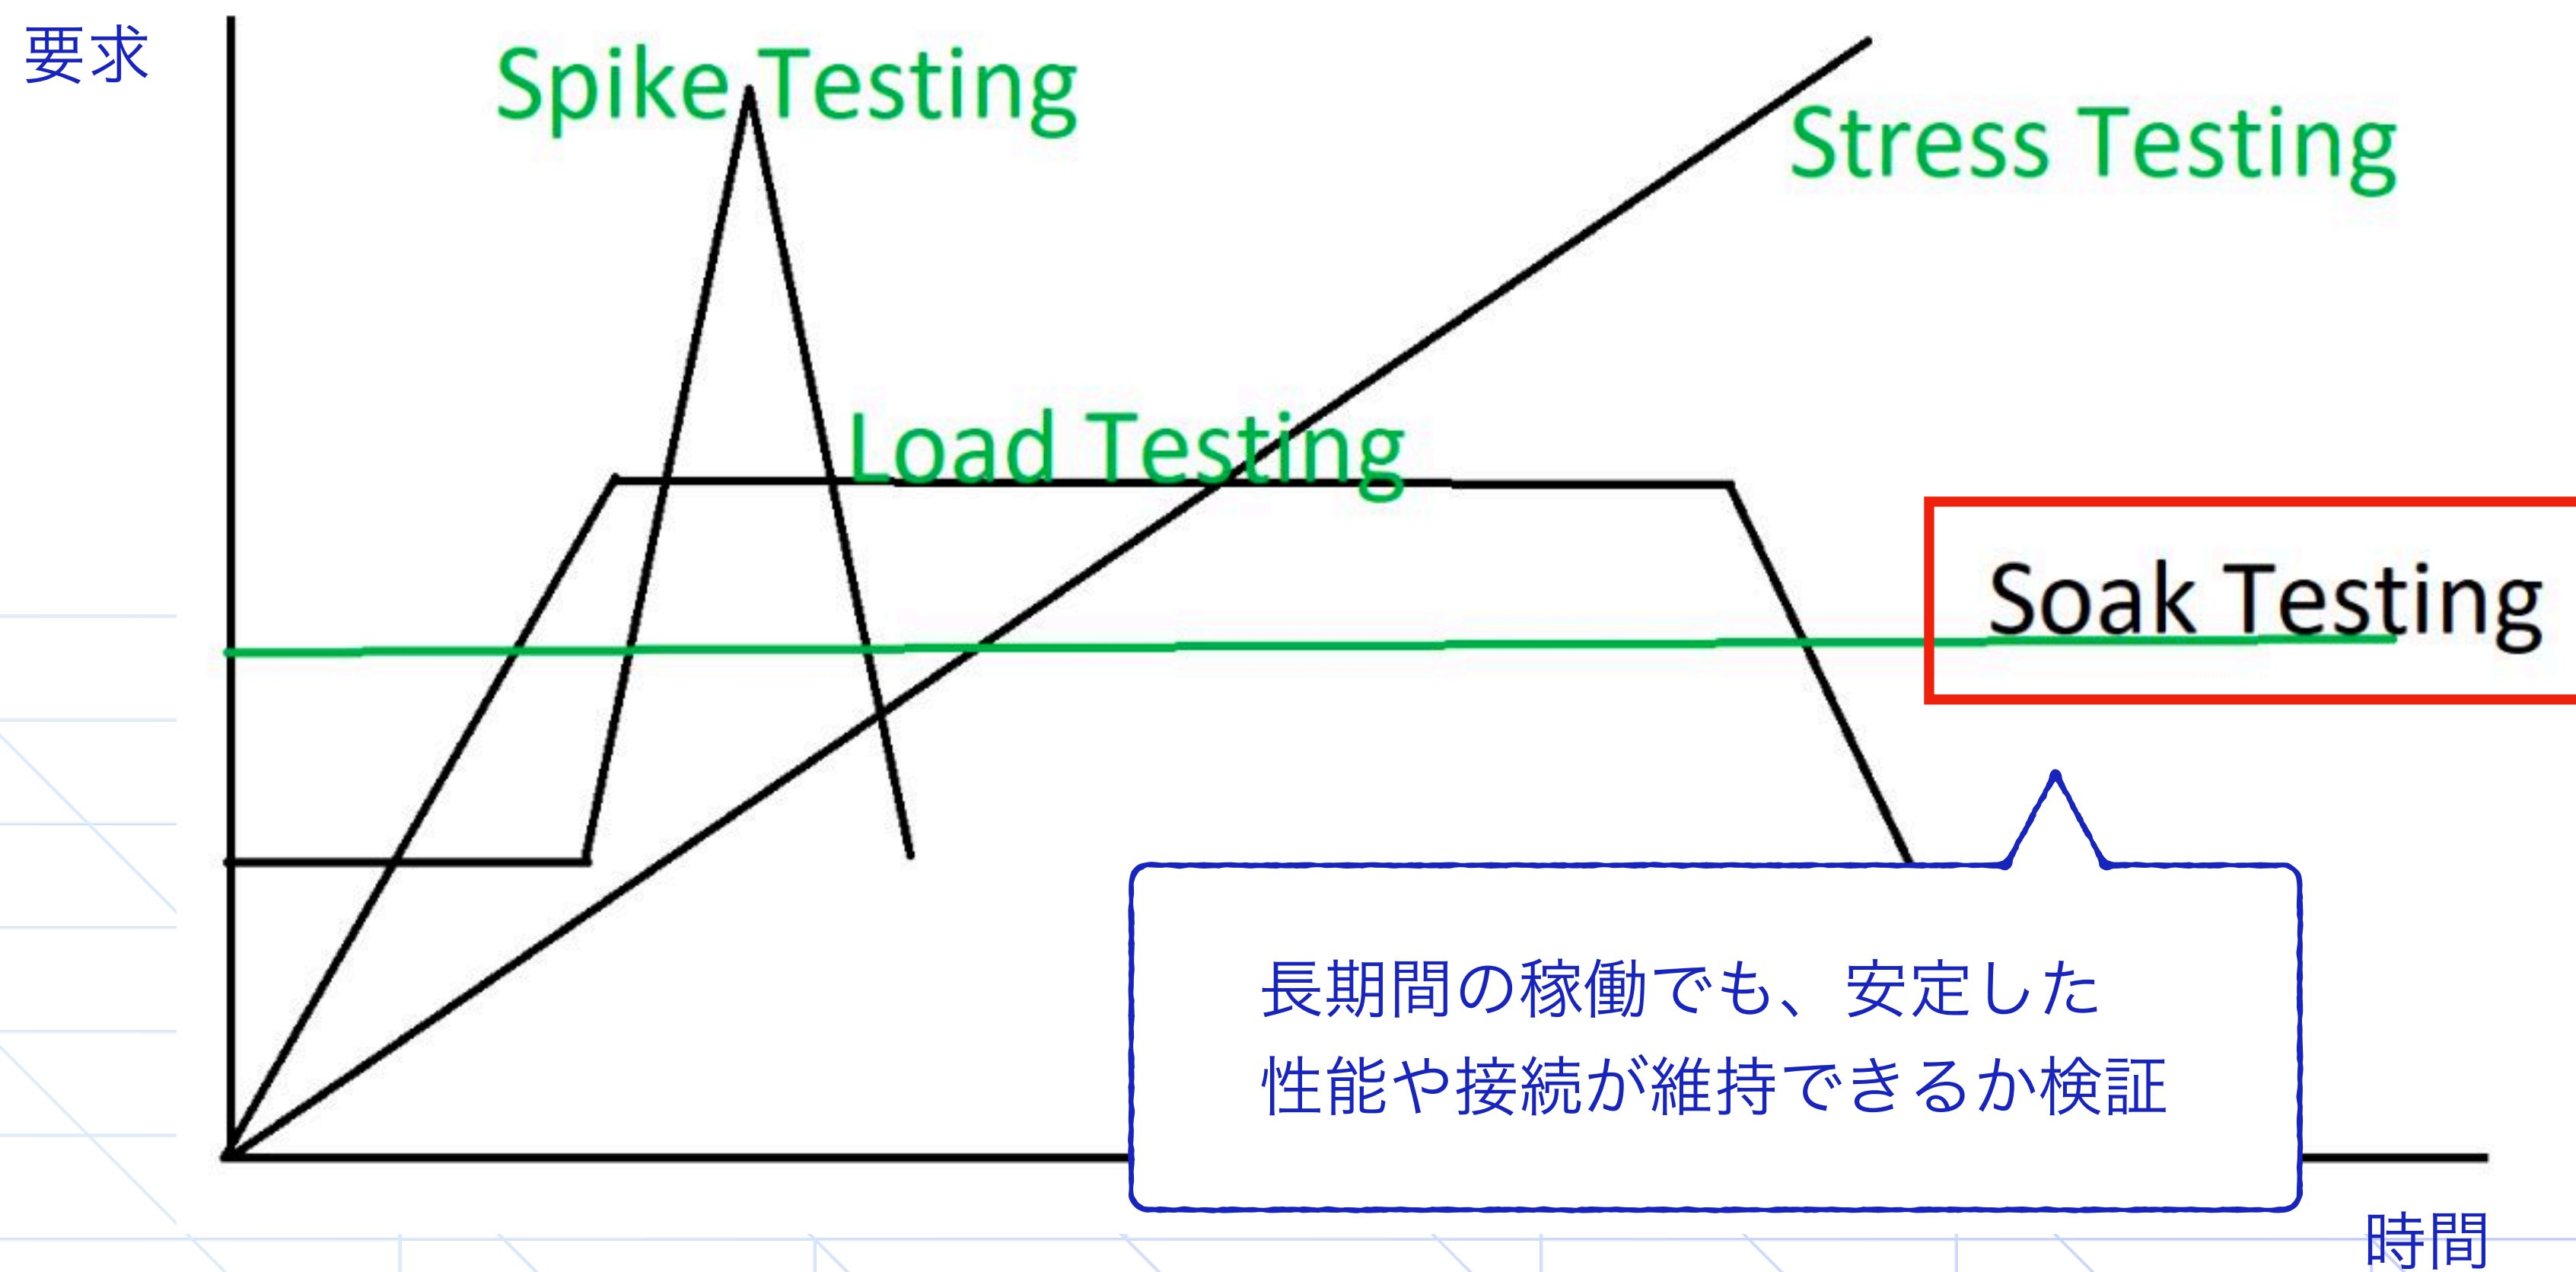 要求
Spike Testing
Stress Testing
Load Testing
Soak Testing
長期間の稼働でも、安定した
性能や接続が維持できるか検証
時間